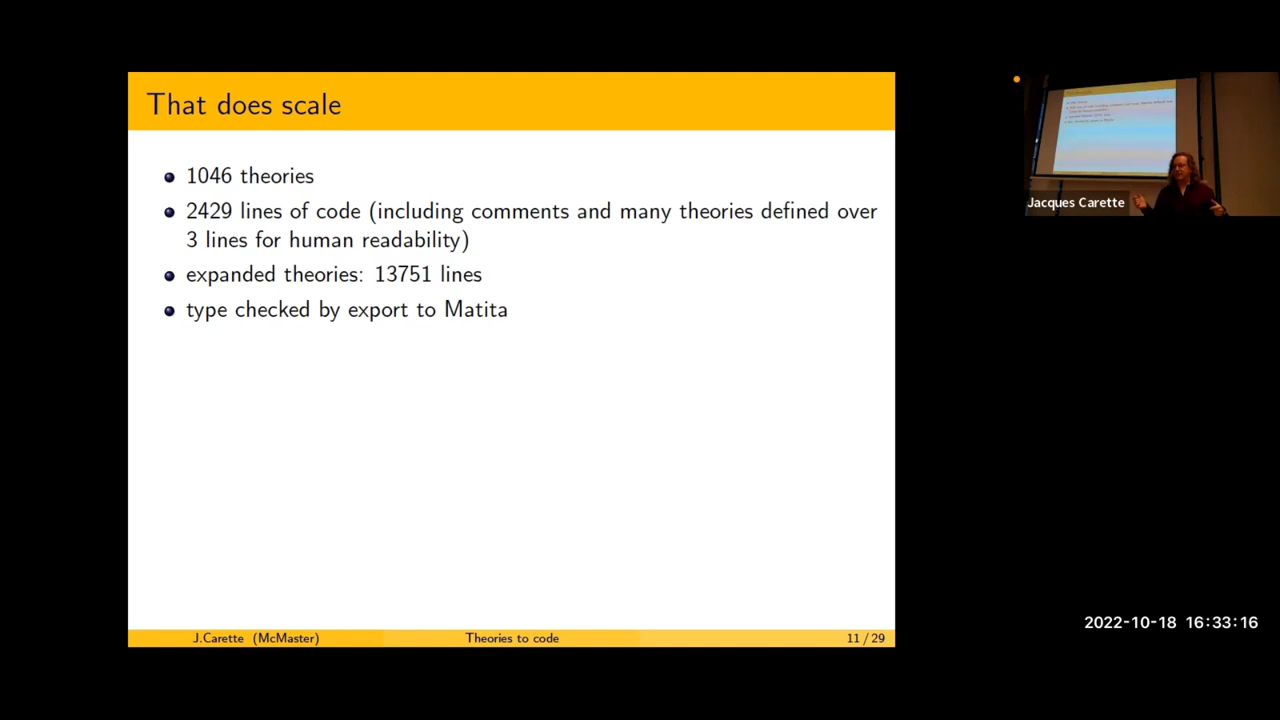 That does scale
1046 theories
2429 lines of code (including comments and many theories defined over
3 lines for human readability)
expanded theories: 13751 lines
type checked by export to Matita
J.Carette (McMaster)
Theories to code
11 / 29
Jacques Carette
2022-10-18 16:33:16